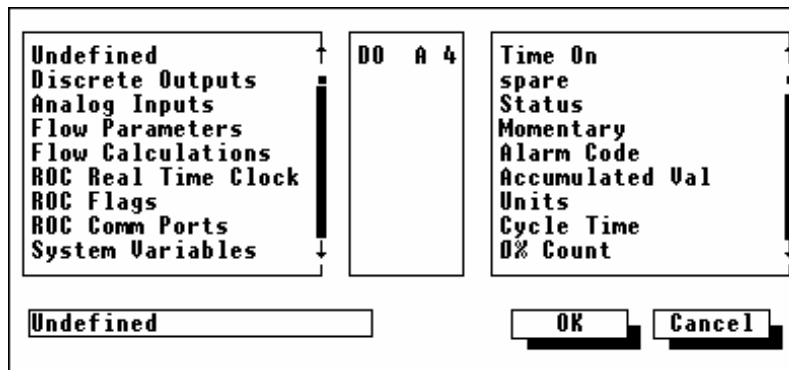 Undefined
Discrete Outputs
Analog Inputs
Flow Parameters
Flow Calculations
ROC Real Time Clock
ROC Flags
ROC Comm Ports
System Variables
DO A 4
Time On
spare
Status
Momentary
Alarm Code
Accumulated Val
Units
Cycle Time
0% Count
Undefined
OK
Cancel